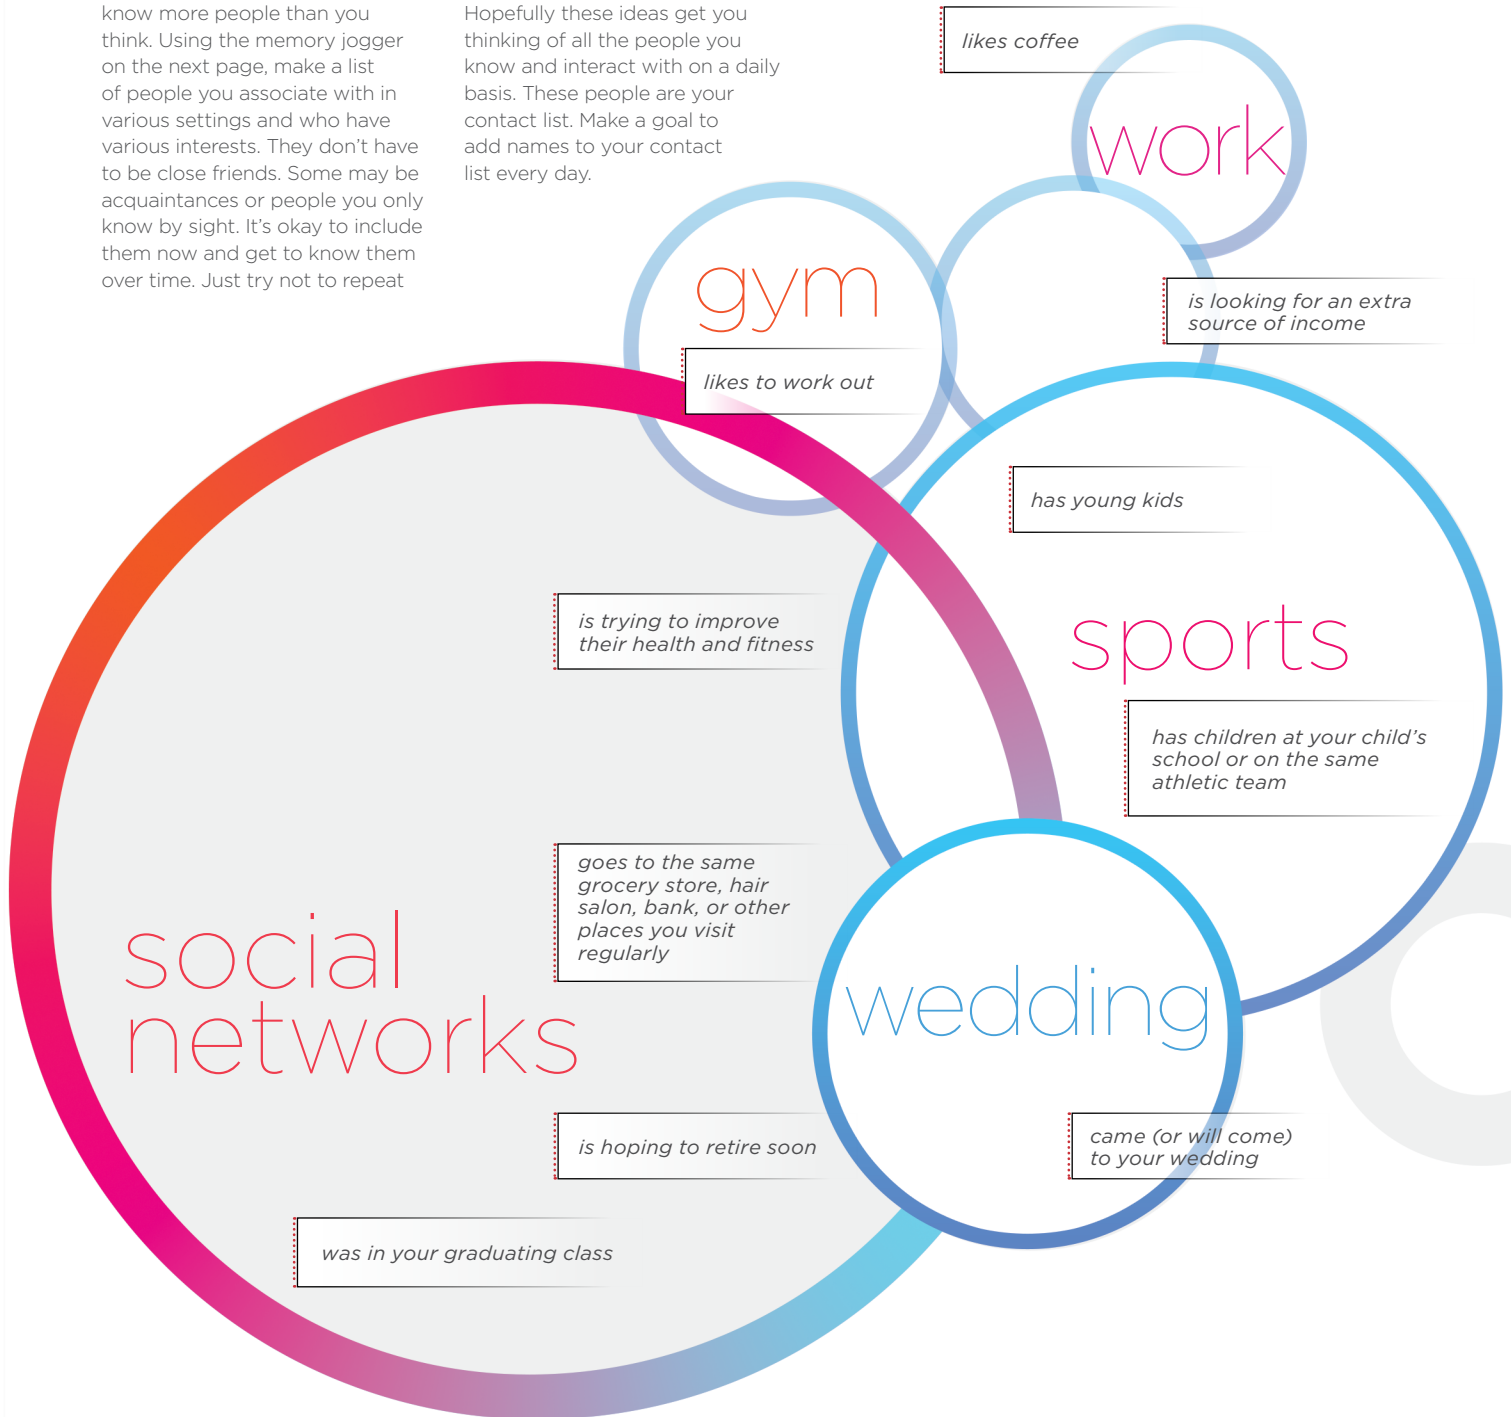 know more people than you
think. Using the memory jogger
on the next page, make a list
of people you associate with in
various settings and who have
various interests. They don't have
to be close friends. Some may be
acquaintances or people you only
know by sight. It's okay to include
them now and get to know them
over time. Just try not to repeat
Hopefully these ideas get you
thinking of all the people you
know and interact with on a daily
basis. These people are your
contact list. Make a goal to
add names to your contact
list every day.
likes coffee
work
gym
is looking for an extra
source of income
likes to work out
has young kids
is trying to improve
their health and fitness
sports
has children at your child's
school or on the same
athletic team
goes to the same
grocery store, hair
salon, bank, or other
places you visit
regularly
social
networks
wedding
is hoping to retire soon
came (or will come)
to your wedding
was in your graduating class